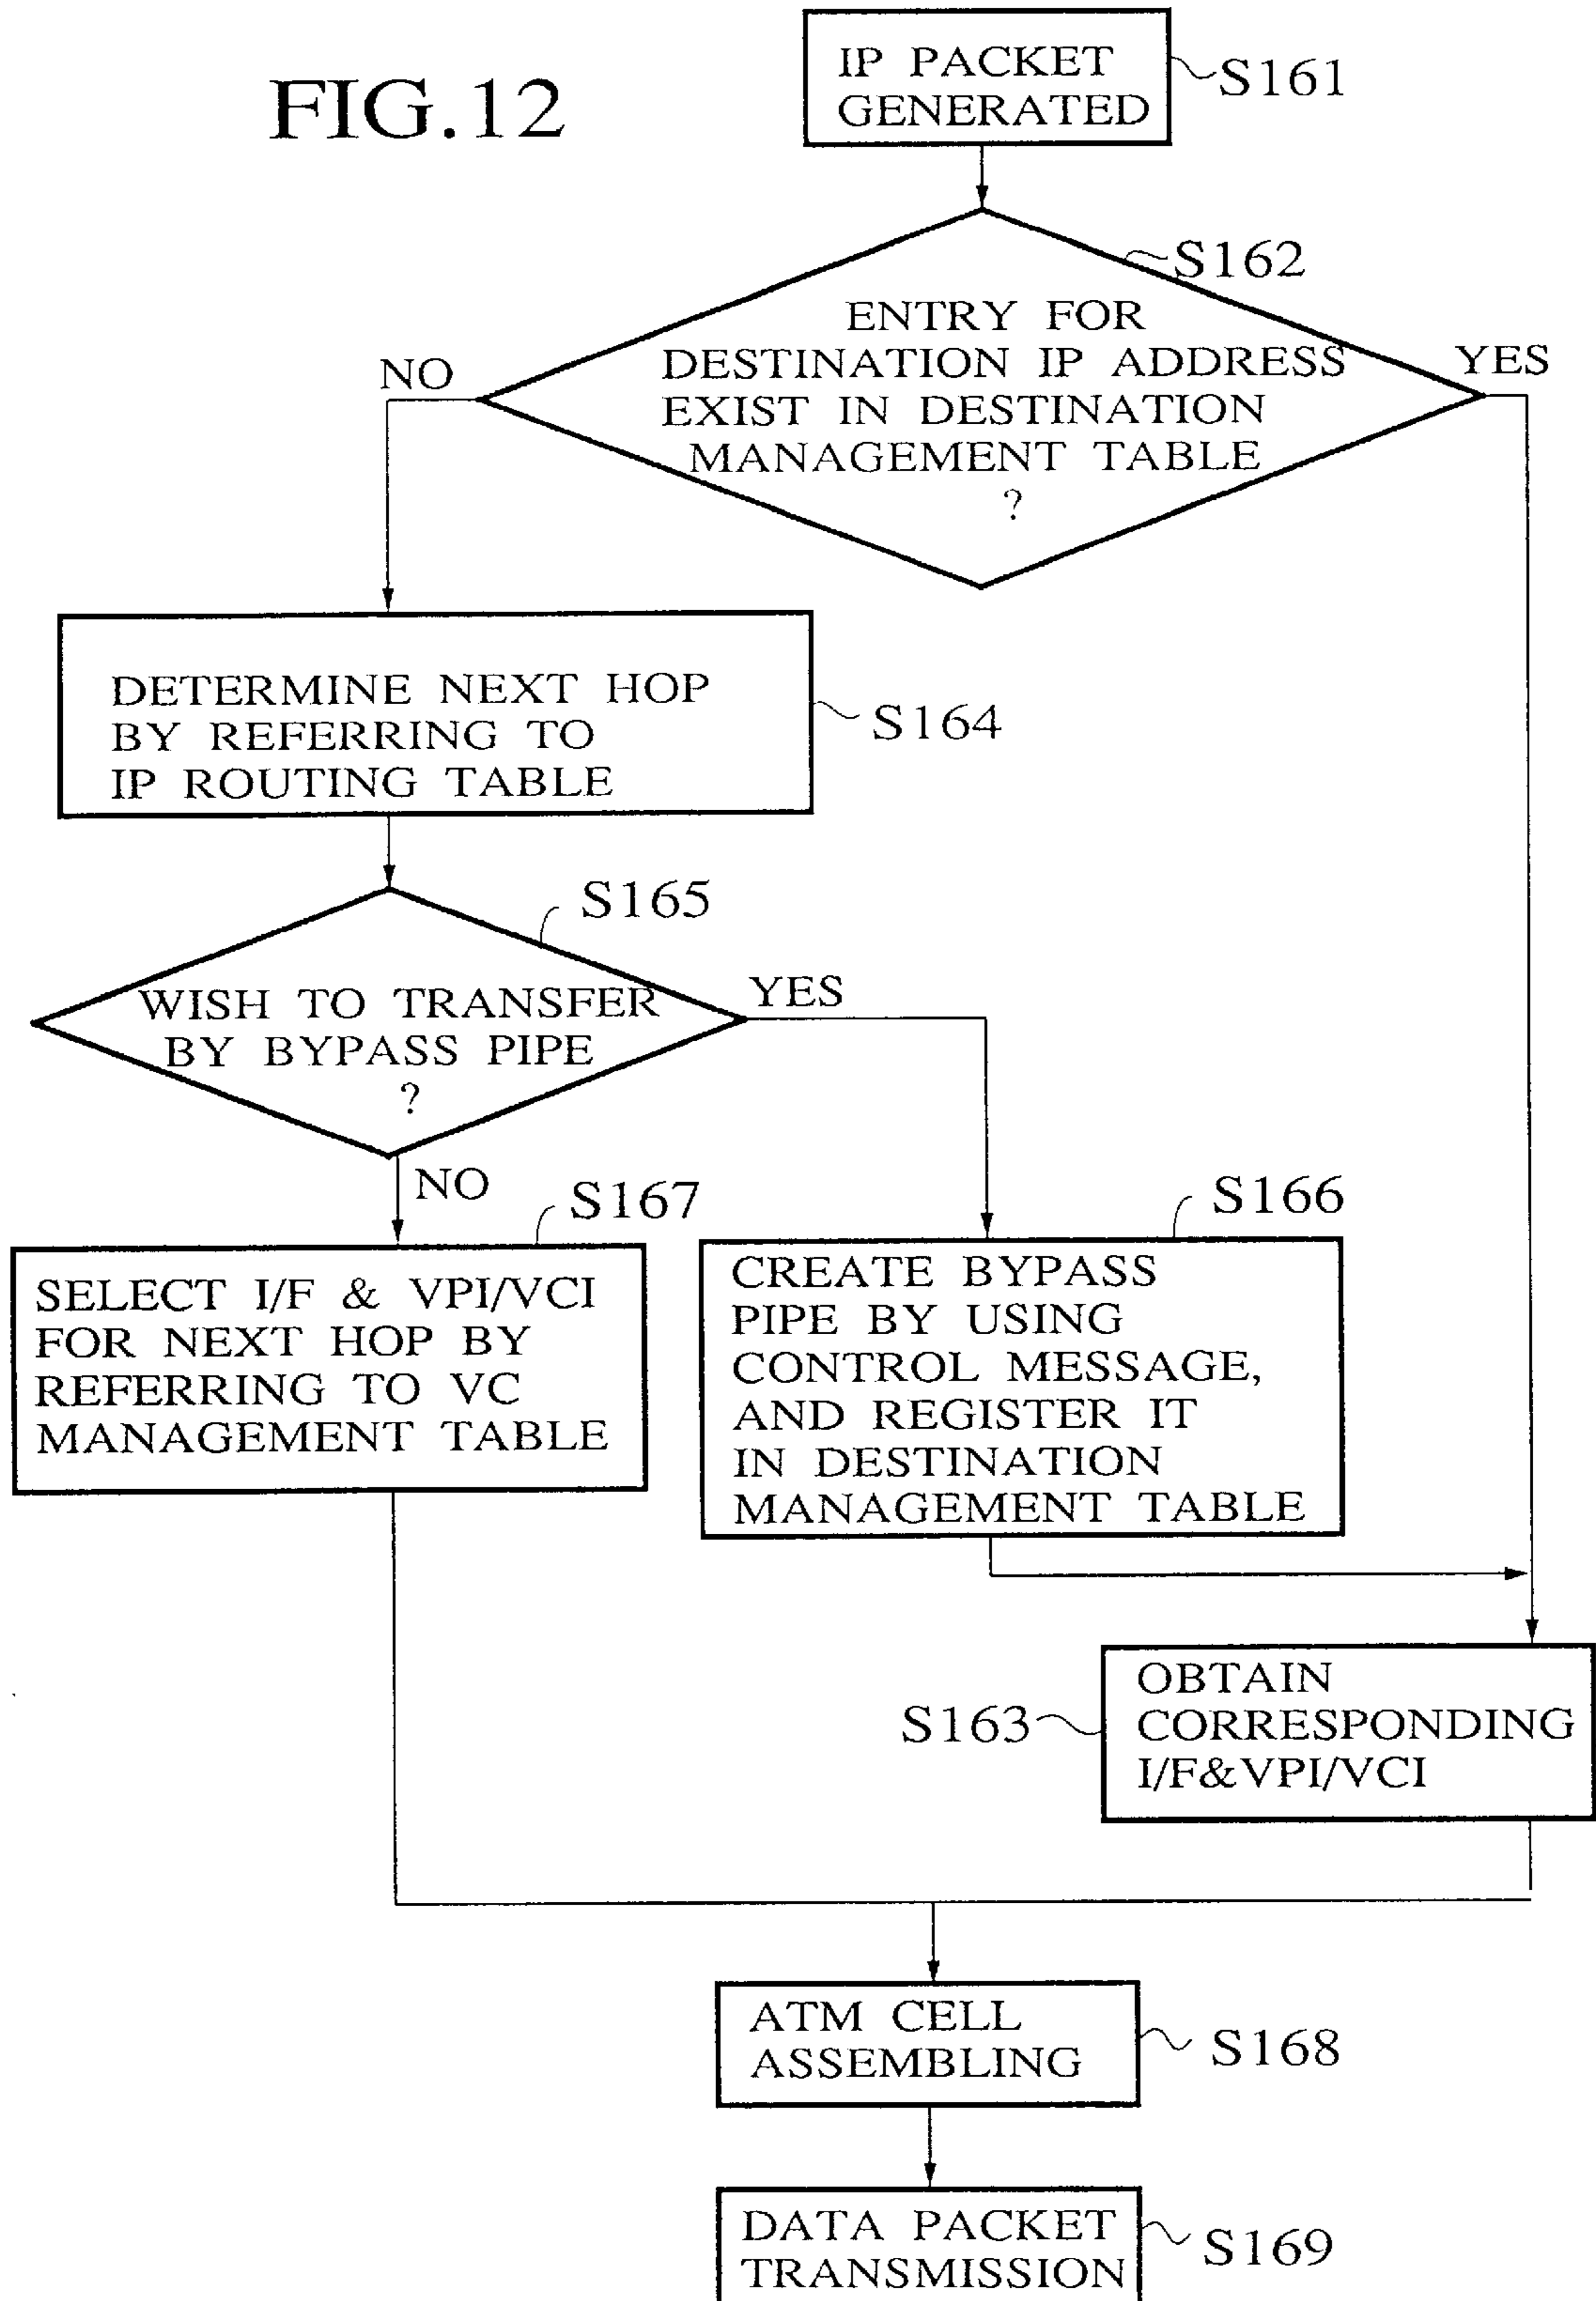 FIG.12
IP PACKET
GENERATED
S161
S162
ENTRY FOR
DESTINATION IP ADDRESS
EXIST IN DESTINATION
MANAGEMENT TABLE
?
NO
YES
DETERMINE NEXT HOP
BY REFERRING TO
IP ROUTING TABLE
S164
S165
WISH TO TRANSFER
BY BYPASS PIPE
?
YES
NO
S167
SELECT I/F & VPI/VCI
FOR NEXT HOP BY
REFERRING TO VC
MANAGEMENT TABLE
S166
CREATE BYPASS
PIPE BY USING
CONTROL MESSAGE,
AND REGISTER IT
IN DESTINATION
MANAGEMENT TABLE
S163
OBTAIN
CORRESPONDING
I/F&VPI/VCI
ATM CELL
ASSEMBLING
S168
DATA PACKET
TRANSMISSION
S169